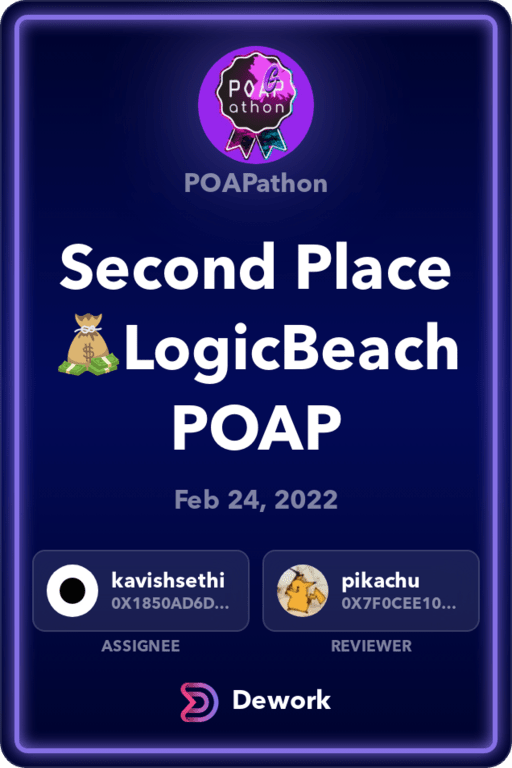 POAP
athon
POAPathon
Second Place
💰LogicBeach
POAP
Feb 24, 2022
kavishsethi
0X1850AD6D...
pikachu
0X7F0CEE10...
ASSIGNEE
REVIEWER
Dework